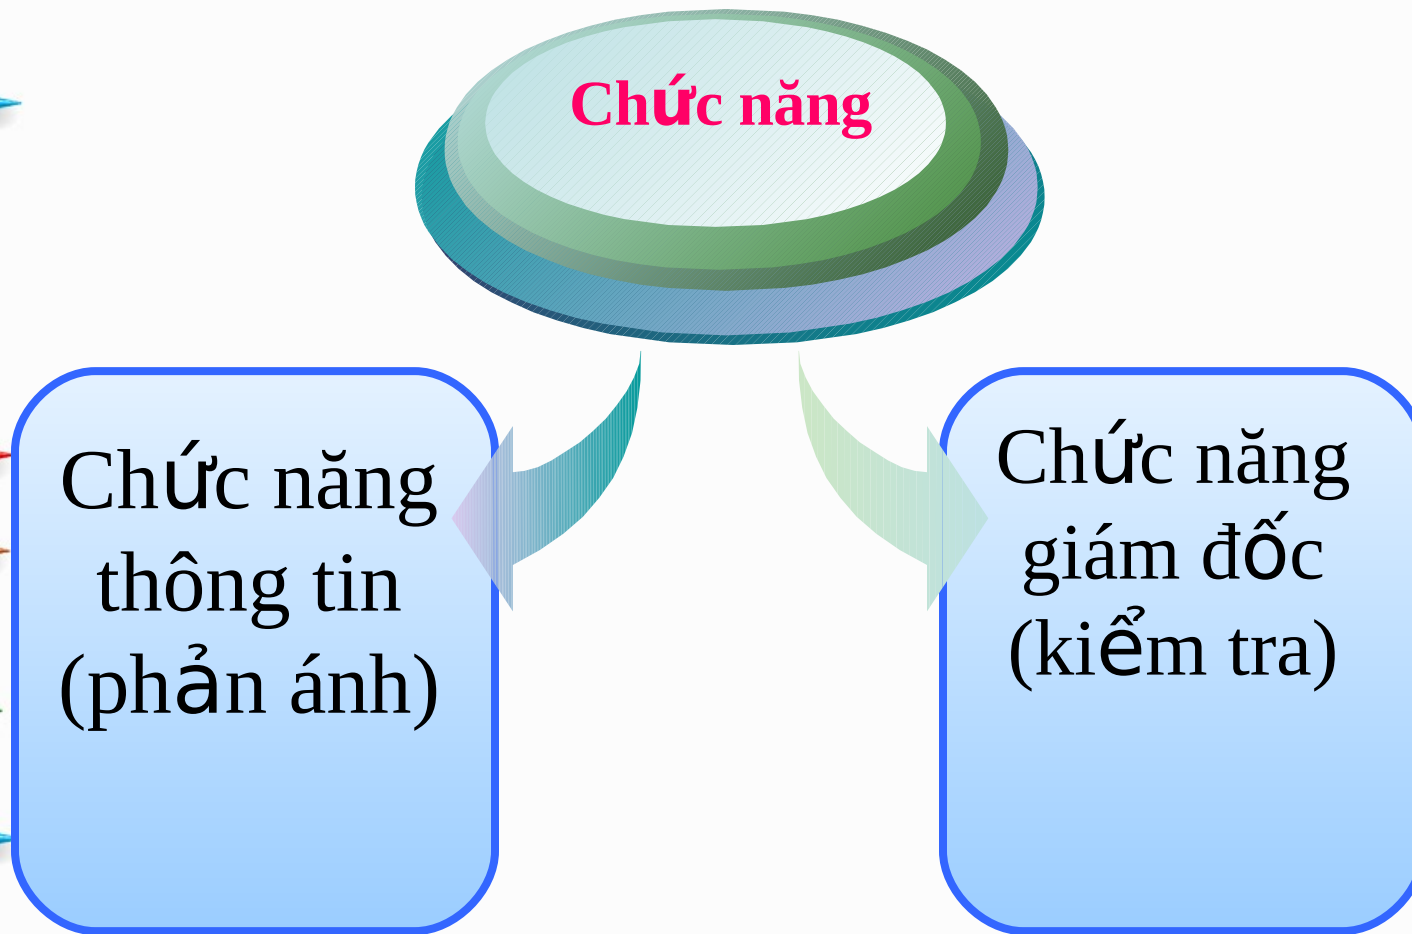 Chức năng
Chức năng
thông tin
(phản ánh)
Chức năng
giám đốc
(kiểm tra)